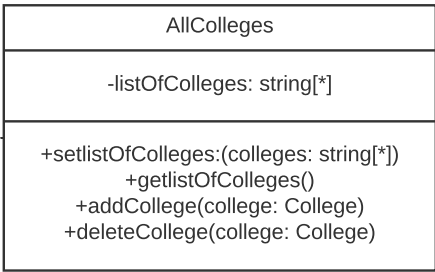 AllColleges
-listOfColleges: string[*]
+setlistOfColleges:(colleges: string[*])
+getlistOfColleges()
+addCollege(college: College)
+deleteCollege(college: College)